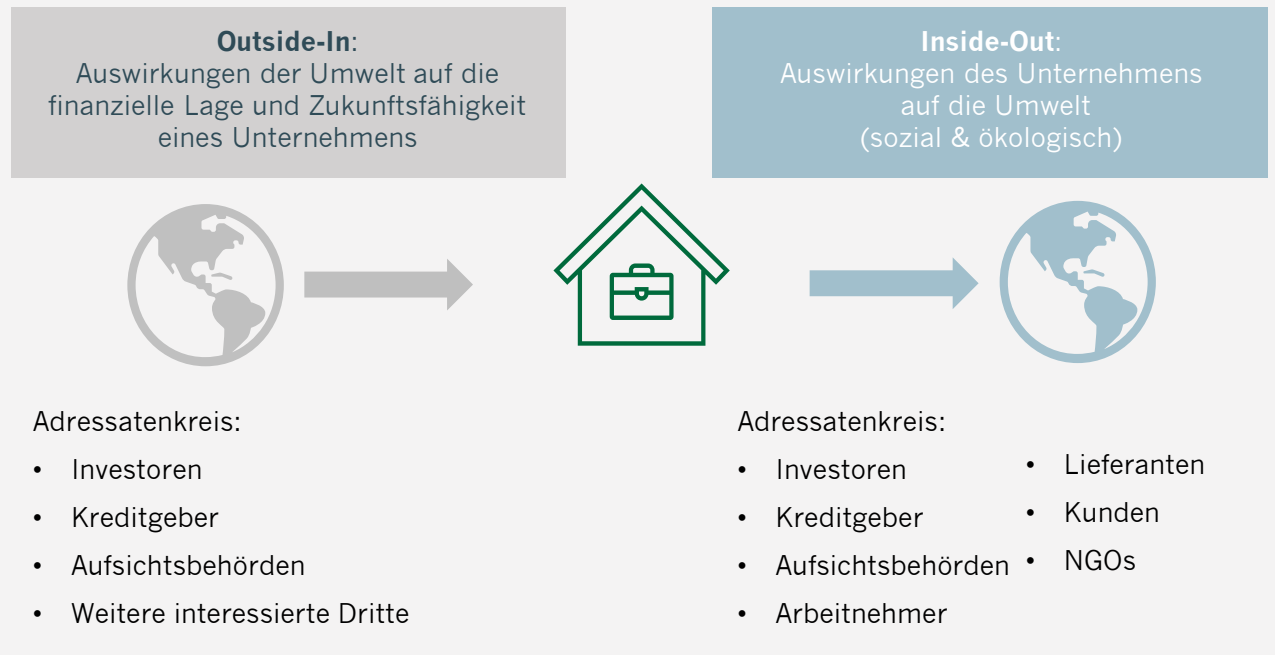 Outside-In:
Auswirkungen der Umwelt auf die
finanzielle Lage und Zukunftsfähigkeit
eines Unternehmens
Inside-Out:
Auswirkungen des Unternehmens
auf die Umwelt
(sozial & ökologisch)
Adressatenkreis:
• Investoren
• Kreditgeber
• Aufsichtsbehörden
• Weitere interessierte Dritte
Adressatenkreis:
• Investoren
• Kreditgeber
• Aufsichtsbehörden
• Arbeitnehmer
• Lieferanten
• Kunden
• NGOs